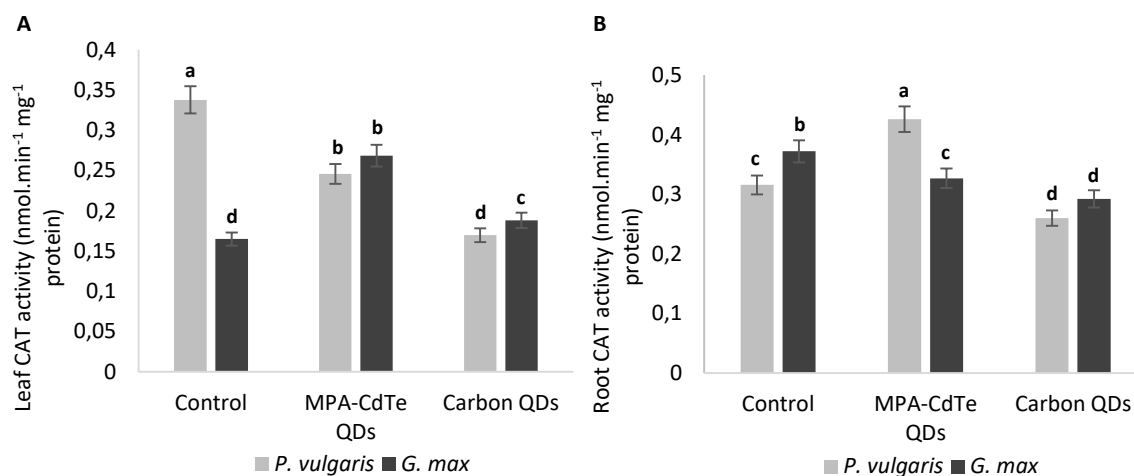 A
Leaf CAT activity (nmol.min⁻¹ mg⁻¹
protein)
0,4
0,35
0,3
0,25
0,2
0,15
0,1
0,05
0
a
d
b
b
d
c
Control
MPA-CdTe
QDs
Carbon QDs
P. vulgaris
G. max
B
Root CAT activity (nmol.min⁻¹ mg⁻¹
protein)
0,5
0,4
0,3
0,2
0,1
0
c
b
a
c
d
d
Control
MPA-CdTe
QDs
Carbon QDs
P. vulgaris
G. max